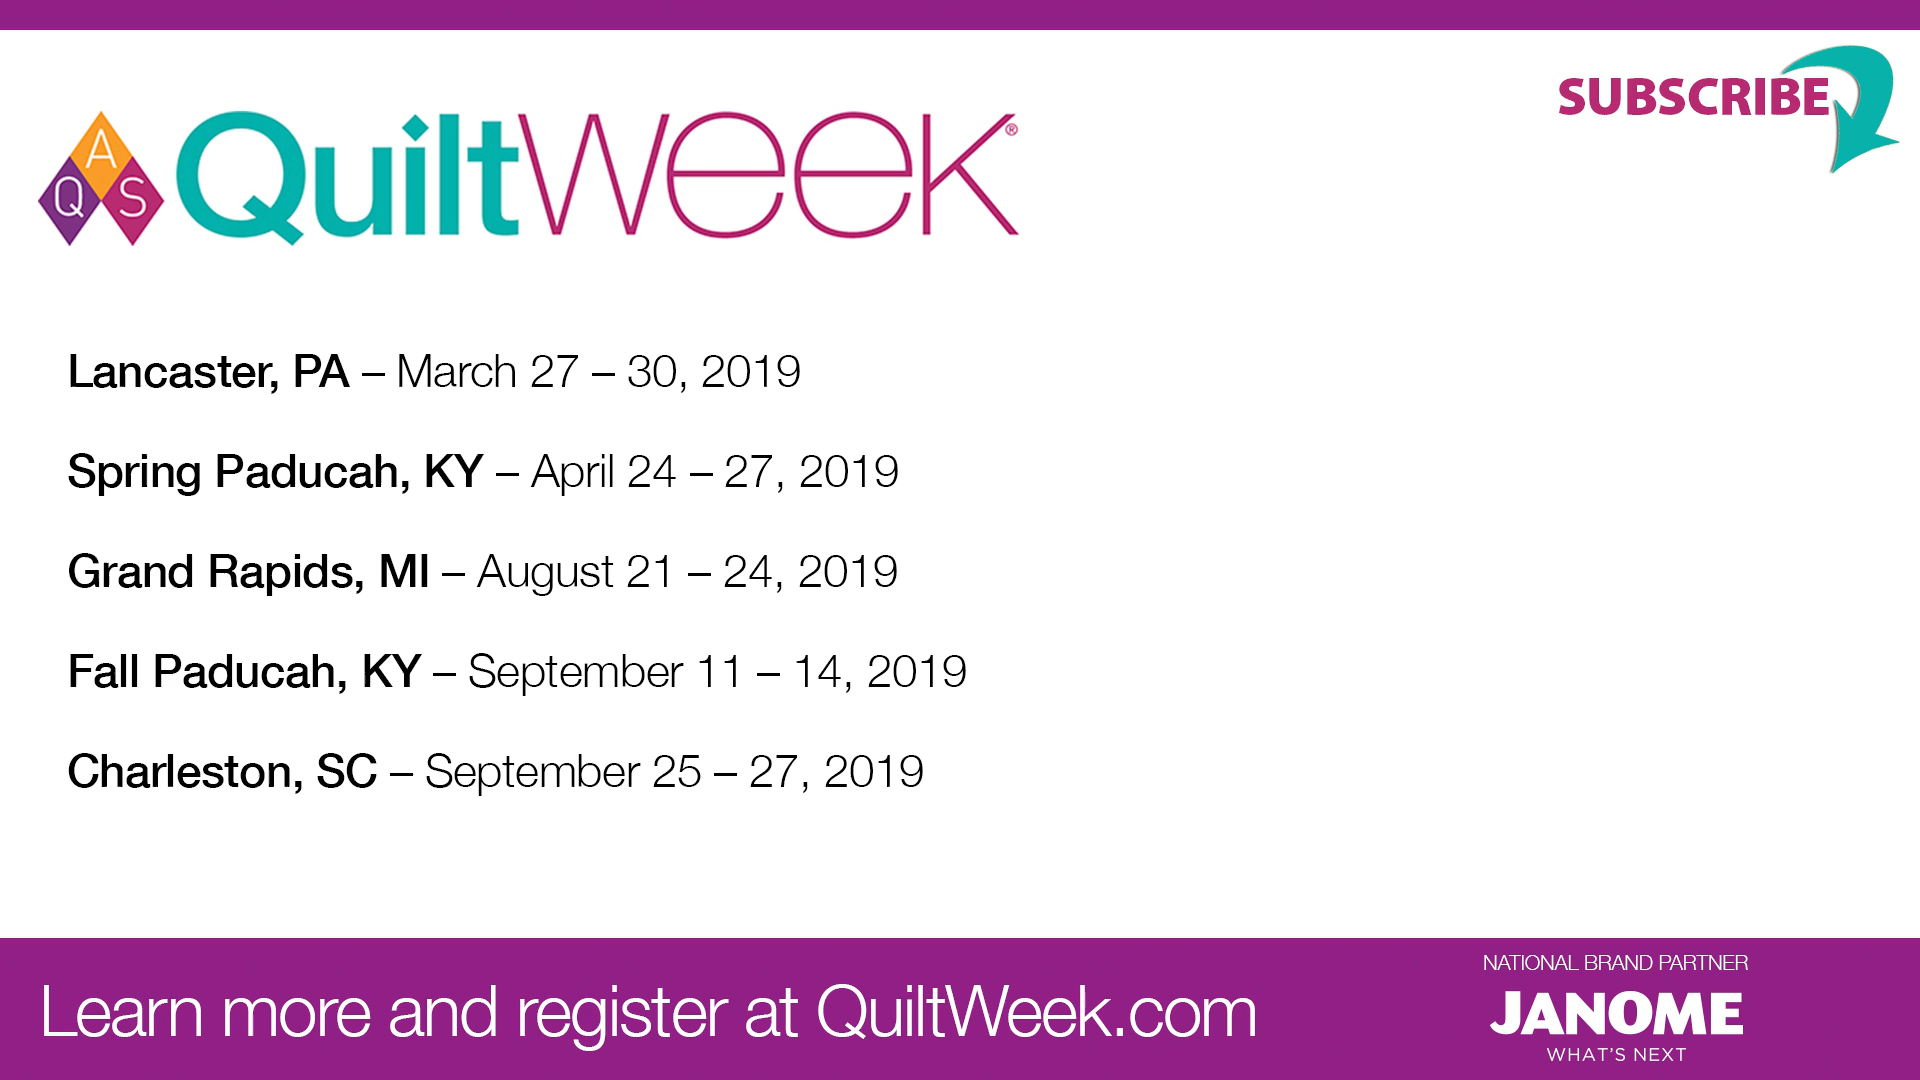 AQS QuiltWeek®
SUBSCRIBE
Lancaster, PA – March 27 – 30, 2019
Spring Paducah, KY – April 24 – 27, 2019
Grand Rapids, MI – August 21 – 24, 2019
Fall Paducah, KY – September 11 – 14, 2019
Charleston, SC – September 25 – 27, 2019
Learn more and register at QuiltWeek.com
NATIONAL BRAND PARTNER
JANOME
WHAT'S NEXT